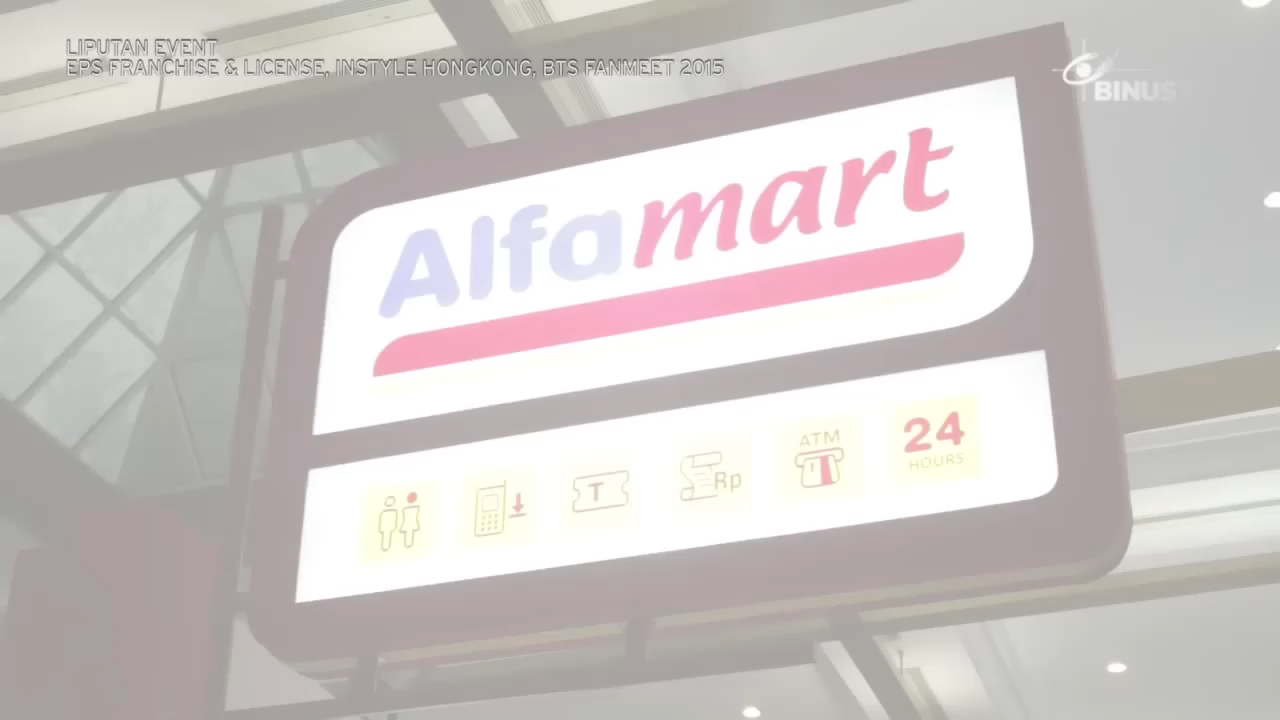 LIPUTAN EVENT
EPS FRANCHISE & LICENSE, INSTYLE HONGKONG, BTS FANMEET 2015
BINUS
Alfamart
T
Rp
ATM
24
HOURS